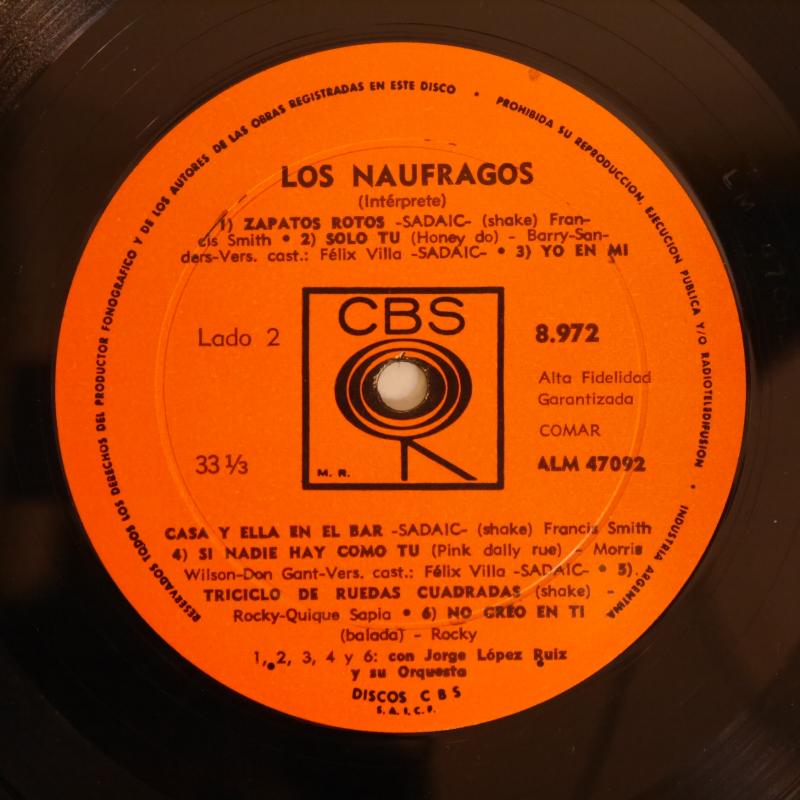 RESERVADOS TODOS LOS DERECHOS DEL PRODUCTOR FONOGRAFICO Y DE LOS AUTORES DE LAS OBRAS REGISTRADAS EN ESTE DISCO • PROHIBIDA SU REPRODUCCION, EJECUCION PUBLICA Y/O RADIOTELEDIFUSION • INDUSTRIA ARGENTINA
LOS NAUFRAGOS
(Intérprete)
1) ZAPATOS ROTOS -SADAIC- (shake) Fran-
cis Smith • 2) SOLO TU (Honey do) - Barry-San-
ders-Vers. cast.: Félix Villa -SADAIC- • 3) YO EN MI
CBS
Lado 2
8.972
Alta Fidelidad
Garantizada
COMAR
33 1/3
M. R.
ALM 47092
CASA Y ELLA EN EL BAR -SADAIC- (shake) Francis Smith
4) SI NADIE HAY COMO TU (Pink dally rue) - Morris
Wilson-Don Gant-Vers. cast.: Félix Villa -SADAIC- • 5).
TRICICLO DE RUEDAS CUADRADAS (shake) -
Rocky-Quique Sapia • 6) NO CREO EN TI
(balada) - Rocky
1, 2, 3, 4 y 6: con Jorge López Ruiz
y su Orquesta
DISCOS CBS
S. A. I. C. F.